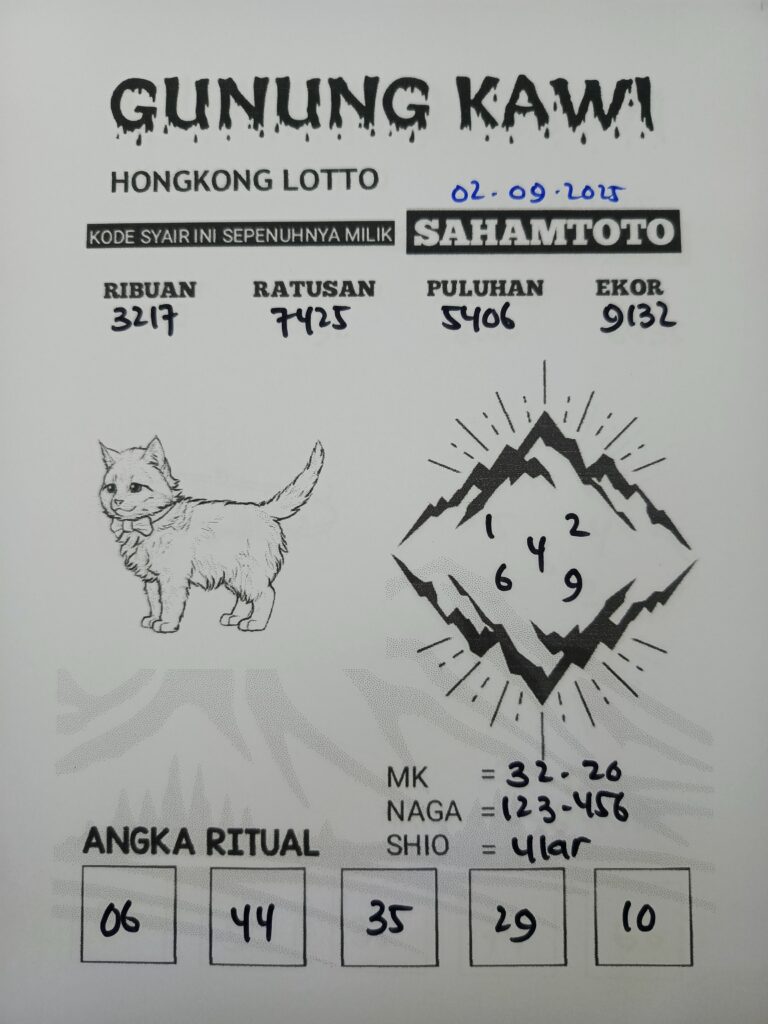 GUNUNG KAWI
HONGKONG LOTTO
02.09.2025
KODE SYAIR INI SEPENUHNYA MILIK SAHAMTOTO
RIBUAN RATUSAN PULUHAN EKOR
3217 7425 5406 9132
1 2
4
6 9
MK = 32.20
NAGA = 123-456
SHIO = ular
ANGKA RITUAL
06 44 35 29 10